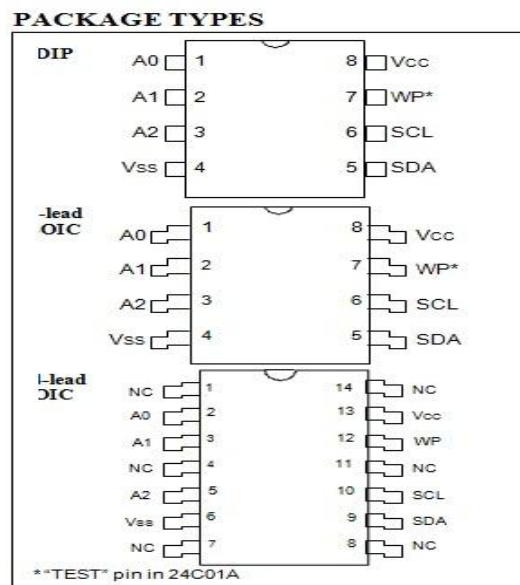 PACKAGE TYPES
DIP
A0 1 8 Vcc
A1 2 7 WP*
A2 3 6 SCL
Vss 4 5 SDA
-lead
OIC
A0 1 8 Vcc
A1 2 7 WP*
A2 3 6 SCL
Vss 4 5 SDA
-lead
OIC
NC 1 14 NC
A0 2 13 Vcc
A1 3 12 WP
NC 4 11 NC
A2 5 10 SCL
Vss 6 9 SDA
NC 7 8 NC
*"TEST" pin in 24C01A